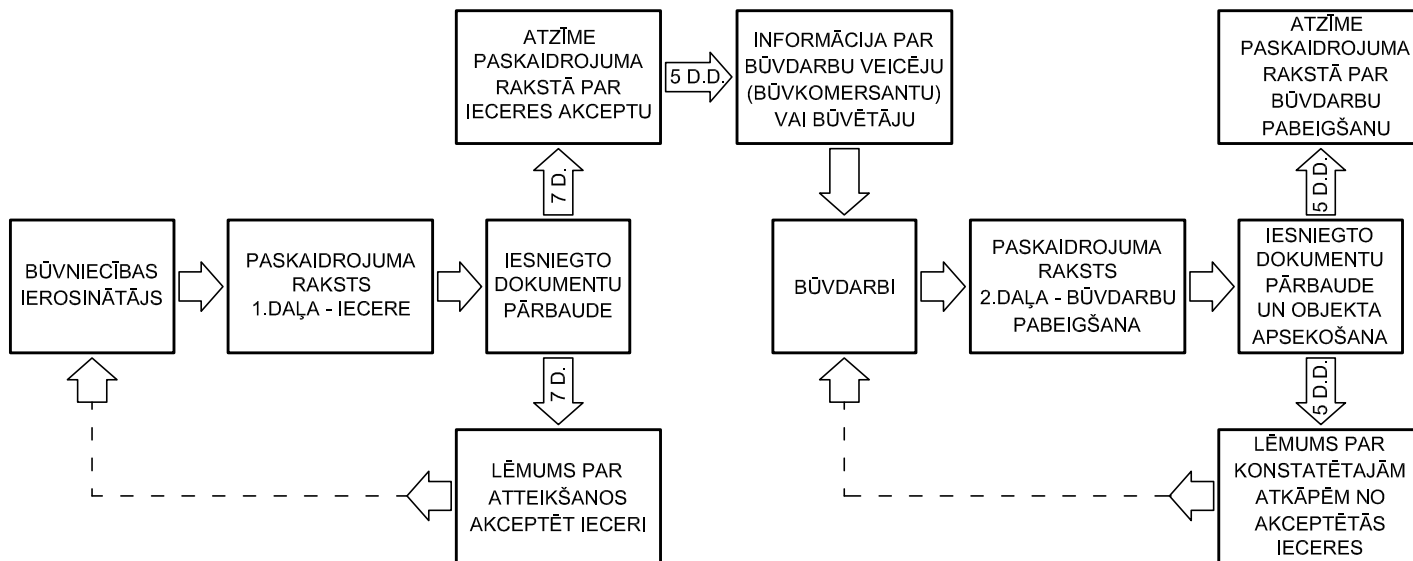 ATZĪME
PASKAIDROJUMA
RAKSTĀ PAR
IECERES AKCEPTU
5 D.D.
INFORMĀCIJA PAR
BŪVDARBU VEICĒJU
(BŪVKOMERSANTU)
VAI BŪVĒTĀJU
ATZĪME
PASKAIDROJUMA
RAKSTĀ PAR
BŪVDARBU
PABEIGŠANU
7 D.
5 D.D.
BŪVNIECĪBAS
IEROSINĀTĀJS
PASKAIDROJUMA
RAKSTS
1.DAĻA - IECERE
IESNIEGTO
DOKUMENTU
PĀRBAUDE
BŪVDARBI
PASKAIDROJUMA
RAKSTS
2.DAĻA - BŪVDARBU
PABEIGŠANA
IESNIEGTO
DOKUMENTU
PĀRBAUDE
UN OBJEKTA
APSEKOŠANA
7 D.
5 D.D.
LĒMUMS PAR
ATTEIKŠANOS
AKCEPTĒT IECERI
LĒMUMS PAR
KONSTATĒTAJĀM
ATKĀPĒM NO
AKCEPTĒTĀS
IECERES